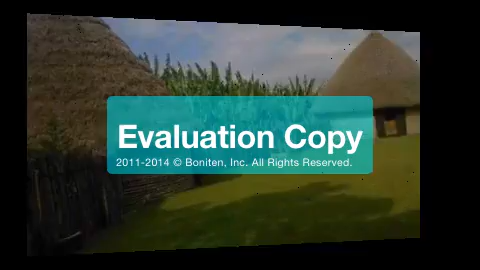 Evaluation Copy
2011-2014 © Boniten, Inc. All Rights Reserved.